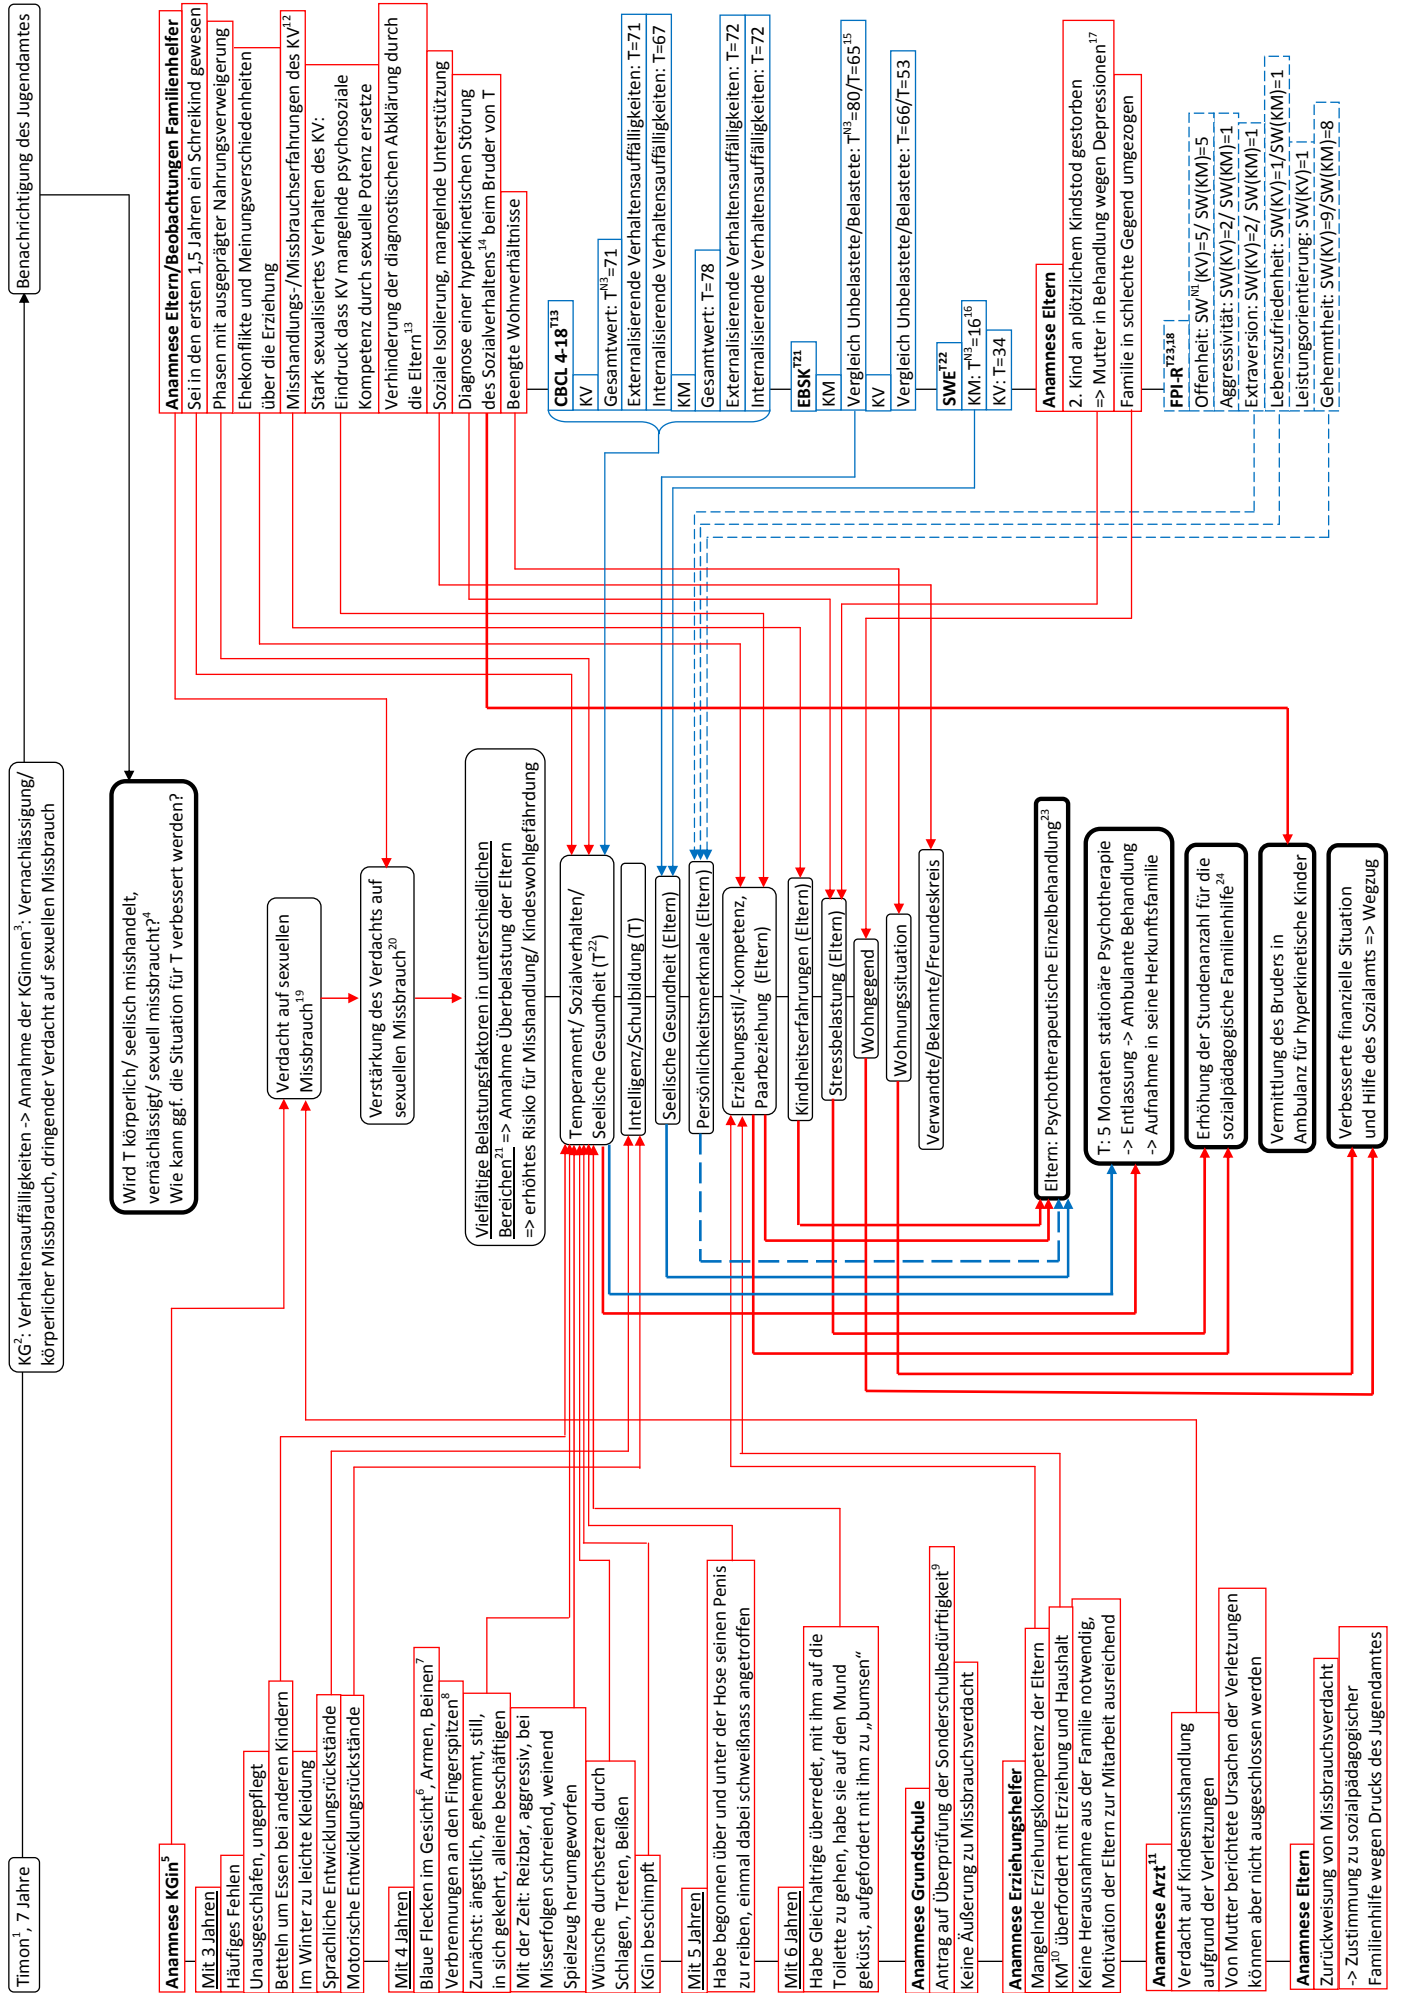 Timon¹, 7 Jahre
KG²: Verhaltensauffälligkeiten -> Annahme der KGinnen³: Vernachlässigung/
körperlicher Missbrauch, dringender Verdacht auf sexuellen Missbrauch
Benachrichtigung des Jugendamtes
Wird T körperlich/ seelisch misshandelt,
vernächlässigt/ sexuell missbraucht?⁴
Wie kann ggf. die Situation für T verbessert werden?
Anamnese KGin⁵
Mit 3 Jahren
Häufiges Fehlen
Unausgeschlafen, ungepflegt
Betteln um Essen bei anderen Kindern
Im Winter zu leichte Kleidung
Sprachliche Entwicklungsrückstände
Motorische Entwicklungsrückstände
Mit 4 Jahren
Blaue Flecken im Gesicht⁶, Armen, Beinen⁷
Verbrennungen an den Fingerspitzen⁸
Zunächst: ängstlich, gehemmt, still,
in sich gekehrt, alleine beschäftigen
Mit der Zeit: Reizbar, aggressiv, bei
Misserfolgen schreiend, weinend
Spielzeug herumgeworfen
Wünsche durchsetzen durch
Schlagen, Treten, Beißen
KGin beschimpft
Mit 5 Jahren
Habe begonnen über und unter der Hose seinen Penis
zu reiben, einmal dabei schweißnass angetroffen
Mit 6 Jahren
Habe Gleichaltrige überredet, mit ihm auf die
Toilette zu gehen, habe sie auf den Mund
geküsst, aufgefordert mit ihm zu „bumsen“
Anamnese Grundschule
Antrag auf Überprüfung der Sonderschulbedürftigkeit⁹
Keine Äußerung zu Missbrauchsverdacht
Anamnese Erziehungshelfer
Mangelnde Erziehungskompetenz der Eltern
KM¹⁰ überfordert mit Erziehung und Haushalt
Keine Herausnahme aus der Familie notwendig,
Motivation der Eltern zur Mitarbeit ausreichend
Anamnese Arzt¹¹
Verdacht auf Kindesmisshandlung
aufgrund der Verletzungen
Von Mutter berichtete Ursachen der Verletzungen
können aber nicht ausgeschlossen werden
Anamnese Eltern
Zurückweisung von Missbrauchsverdacht
-> Zustimmung zu sozialpädagogischer
Familienhilfe wegen Drucks des Jugendamtes
Verdacht auf sexuellen
Missbrauch¹⁹
Verstärkung des Verdachts auf
sexuellen Missbrauch²⁰
Vielfältige Belastungsfaktoren in unterschiedlichen
Bereichen²¹ => Annahme Überbelastung der Eltern
=> erhöhtes Risiko für Misshandlung/ Kindeswohlgefährdung
Temperament/ Sozialverhalten/
Seelische Gesundheit (T²²)
Intelligenz/Schulbildung (T)
Seelische Gesundheit (Eltern)
Persönlichkeitsmerkmale (Eltern)
Erziehungsstil/-kompetenz,
Paarbeziehung (Eltern)
Kindheitserfahrungen (Eltern)
Stressbelastung (Eltern)
Wohngegend
Wohnungssituation
Verwandte/Bekannte/Freundeskreis
Eltern: Psychotherapeutische Einzelbehandlung²³
T: 5 Monaten stationäre Psychotherapie
-> Entlassung -> Ambulante Behandlung
-> Aufnahme in seine Herkunftsfamilie
Erhöhung der Stundenanzahl für die
sozialpädagogische Familienhilfe²⁴
Vermittlung des Bruders in
Ambulanz für hyperkinetische Kinder
Verbesserte finanzielle Situation
und Hilfe des Sozialamts => Wegzug
Anamnese Eltern/Beobachtungen Familienhelfer
Sei in den ersten 1,5 Jahren ein Schreikind gewesen
Phasen mit ausgeprägter Nahrungsverweigerung
Ehekonflikte und Meinungsverschiedenheiten
über die Erziehung
Misshandlungs-/Missbrauchserfahrungen des KV¹²
Stark sexualisiertes Verhalten des KV:
Eindruck dass KV mangelnde psychosoziale
Kompetenz durch sexuelle Potenz ersetze
Verhinderung der diagnostischen Abklärung durch
die Eltern¹³
Soziale Isolierung, mangelnde Unterstützung
Diagnose einer hyperkinetischen Störung
des Sozialverhaltens¹⁴ beim Bruder von T
Beengte Wohnverhältnisse
CBCL 4-18ᵀ¹³
KV
Gesamtwert: Tᴺ³=71
Externalisierende Verhaltensauffälligkeiten: T=71
Internalisierende Verhaltensauffälligkeiten: T=67
KM
Gesamtwert: T=78
Externalisierende Verhaltensauffälligkeiten: T=72
Internalisierende Verhaltensauffälligkeiten: T=72
EBSKᵀ²¹
KM
Vergleich Unbelastete/Belastete: Tᴺ³=80/T=65¹⁵
KV
Vergleich Unbelastete/Belastete: T=66/T=53
SWEᵀ²²
KM: Tᴺ³=16¹⁶
KV: T=34
Anamnese Eltern
2. Kind an plötzlichem Kindstod gestorben
=> Mutter in Behandlung wegen Depressionen¹⁷
Familie in schlechte Gegend umgezogen
FPI-Rᵀ²³,¹⁸
Offenheit: SWᴺ¹(KV)=5/ SW(KM)=5
Aggressivität: SW(KV)=2/ SW(KM)=1
Extraversion: SW(KV)=2/ SW(KM)=1
Lebenszufriedenheit: SW(KV)=1/SW(KM)=1
Leistungsorientierung: SW(KV)=1
Gehemmtheit: SW(KV)=9/SW(KM)=8